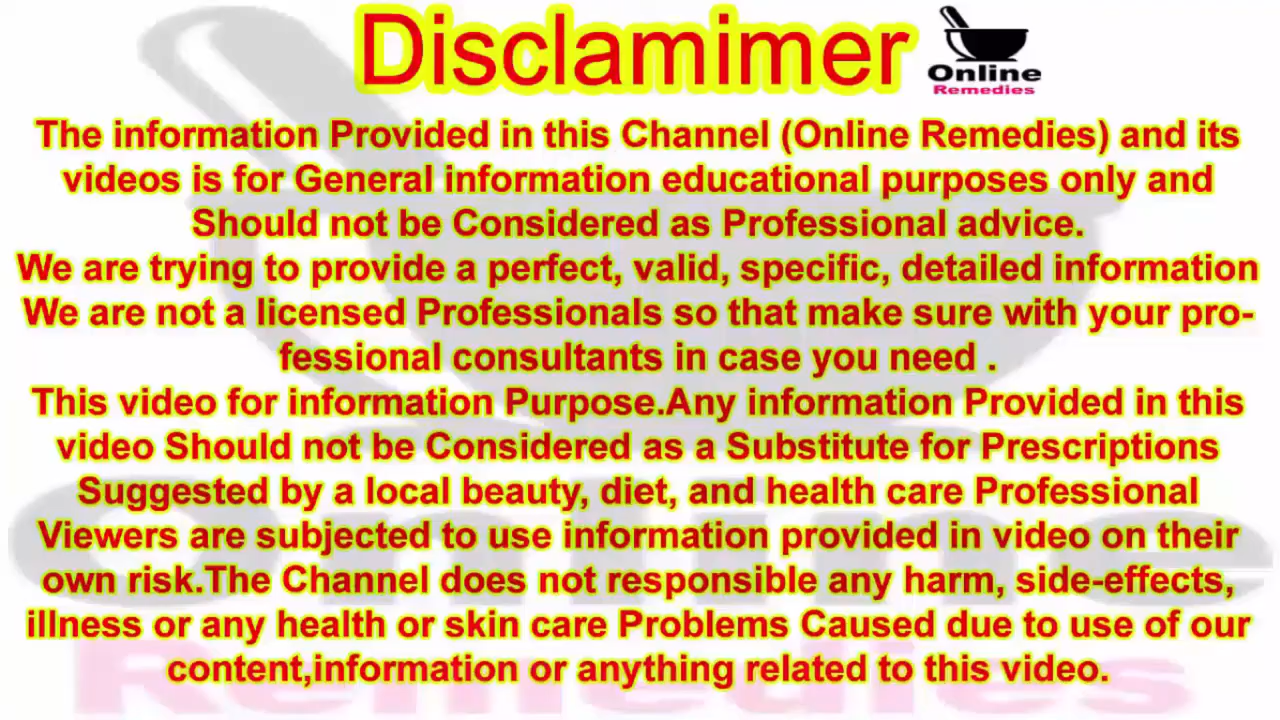 Disclamimer
Online
Remedies
The information Provided in this Channel (Online Remedies) and its
videos is for General information educational purposes only and
Should not be Considered as Professional advice.
We are trying to provide a perfect, valid, specific, detailed information
We are not a licensed Professionals so that make sure with your pro-
fessional consultants in case you need .
This video for information Purpose.Any information Provided in this
video Should not be Considered as a Substitute for Prescriptions
Suggested by a local beauty, diet, and health care Professional
Viewers are subjected to use information provided in video on their
own risk.The Channel does not responsible any harm, side-effects,
illness or any health or skin care Problems Caused due to use of our
content,information or anything related to this video.
Online
Remedies